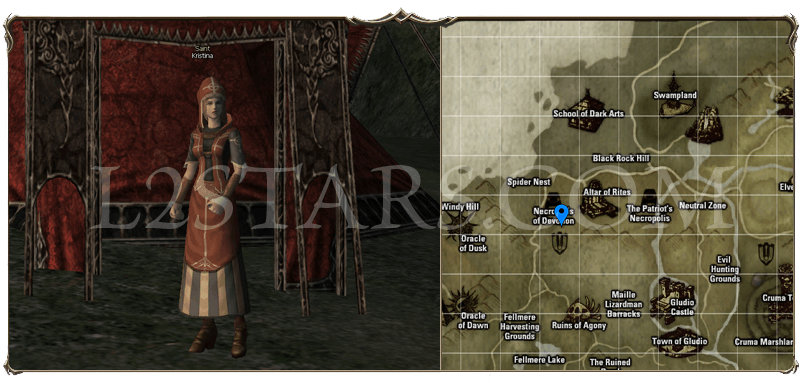 Saint
Kristina
L2STARS.COM
Swampland
School of Dark Arts
Black Rock Hill
Spider Nest
Altar of Rites
Windy Hill
Necropolis
of Devotion
The Patriot's
Necropolis
Neutral Zone
Elve
Oracle
of Dusk
Evil
Hunting
Grounds
Maille
Lizardman
Barracks
Gludio
Castle
Cruma T
Oracle
of Dawn
Fellmere
Harvesting
Grounds
Ruins of Agony
Town of Gludio
Cruma Marshlan
Fellmere Lake
The Ruined